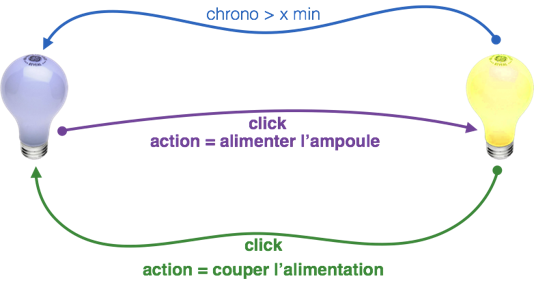 chrono > x min
click
action = alimenter l'ampoule
click
action = couper l'alimentation